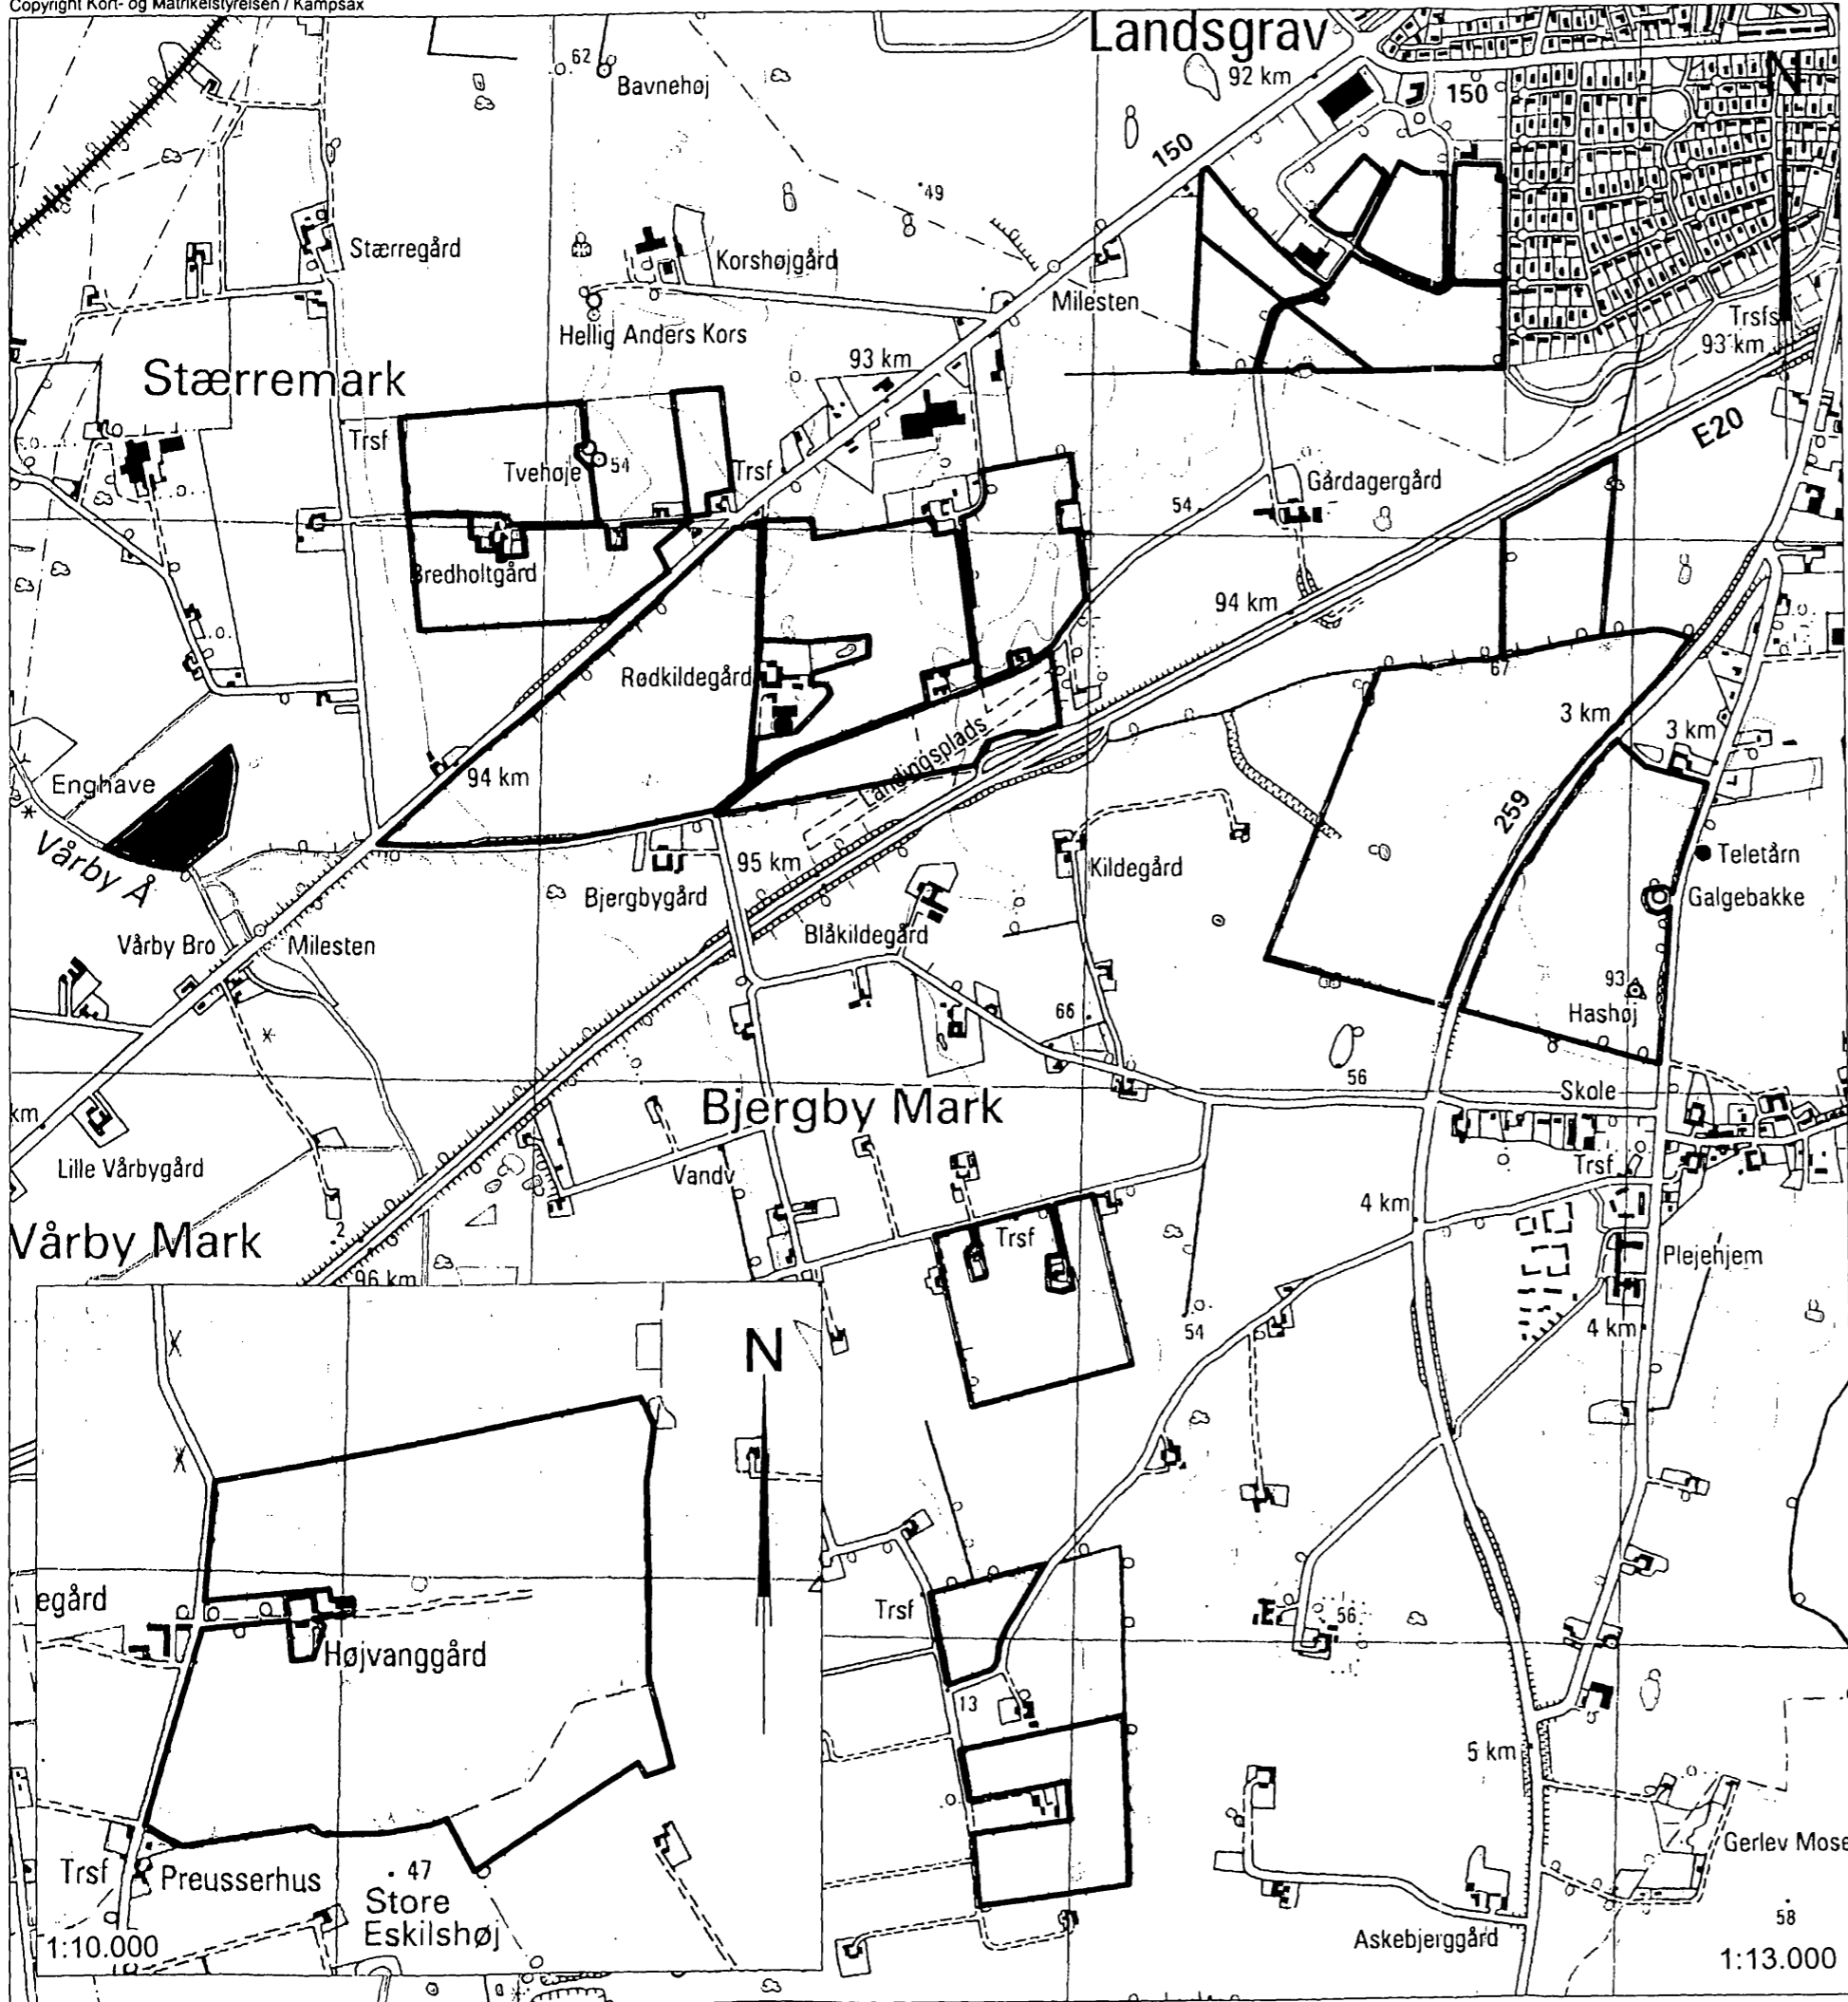 Copyright Kort- og Matrikelstyrelsen / Kampsax
Landsgrav
62
Bavnehøj
92 km
150
N
150
49
Stærregård
Korshøjgård
Milesten
Hellig Anders Kors
Trsfs
93 km
93 km
Stærremark
E20
Trsf
Tvehøje
54
Trsf
Gårdagergård
54
Bredholtgård
94 km
Rødkildegård
67
3 km
3 km
Landingsplads
94 km
Enghave
259
Vårby Å
Teletårn
95 km
Kildegård
Bjergbygård
Galgebakke
Blåkildegård
Vårby Bro
Milesten
93
66
Hashøj
56
Skole
Bjergby Mark
km
Lille Vårbygård
Vandv
Trsf
4 km
2
Vårby Mark
Trsf
Plejehjem
96 km
54
4 km
N
egård
Trsf
56
Højvanggård
13
5 km
Gerlev Mose
Trsf
Preusserhus
47
Store
Eskilshøj
58
Askebjerggård
1:10.000
1:13.000